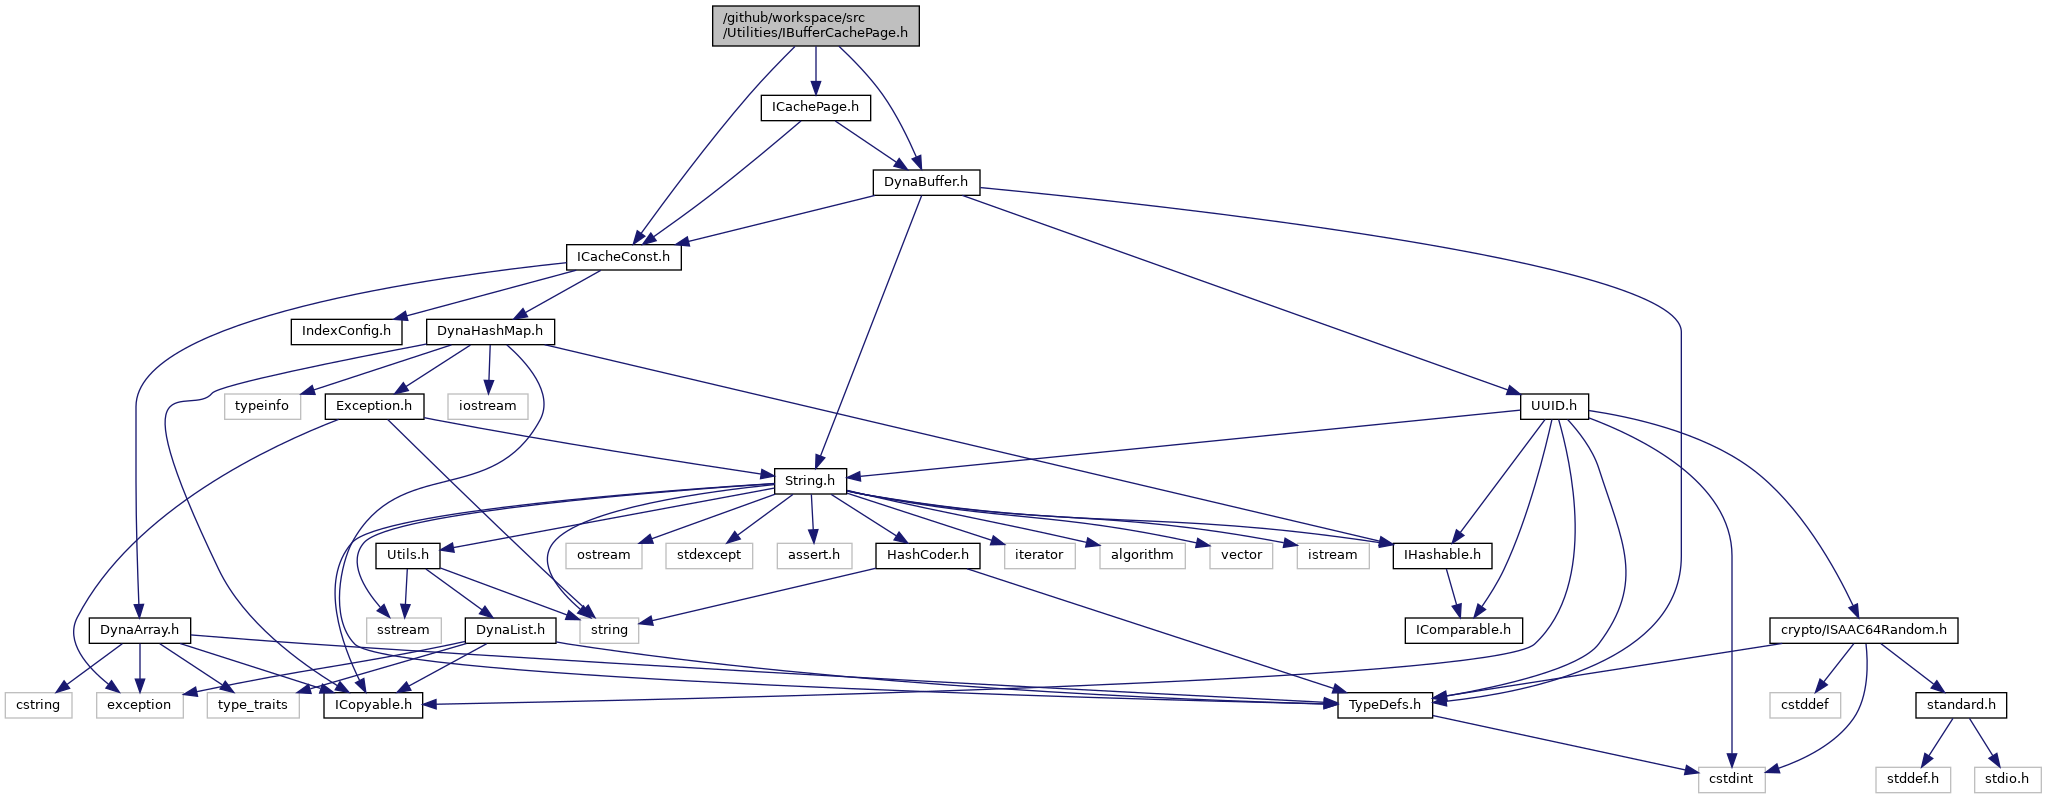 /github/workspace/src
/Utilities/IBufferCachePage.h
ICachePage.h
DynaBuffer.h
ICacheConst.h
IndexConfig.h
DynaHashMap.h
typeinfo
Exception.h
iostream
UUID.h
String.h
Utils.h
ostream
stdexcept
assert.h
HashCoder.h
iterator
algorithm
vector
istream
IHashable.h
DynaArray.h
sstream
DynaList.h
string
IComparable.h
crypto/ISAAC64Random.h
cstring
exception
type_traits
ICopyable.h
TypeDefs.h
cstddef
standard.h
cstdint
stddef.h
stdio.h